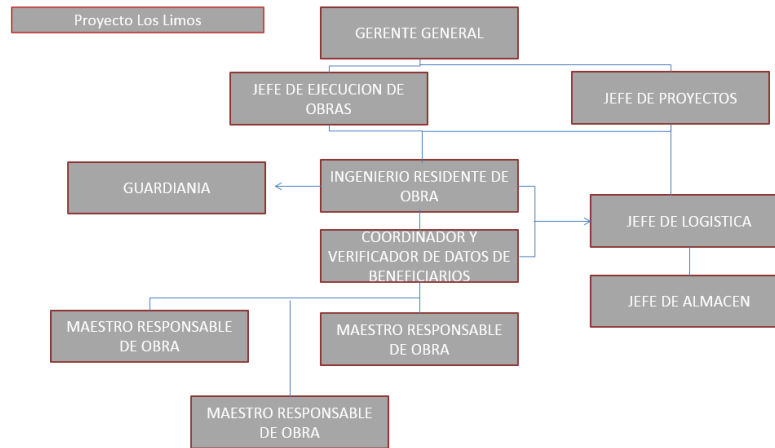 Proyecto Los Limos
GERENTE GENERAL
JEFE DE EJECUCION DE
OBRAS
JEFE DE PROYECTOS
GUARDIANIA
INGENIERIO RESIDENTE DE
OBRA
JEFE DE LOGISTICA
COORDINADOR Y
VERIFICADOR DE DATOS DE
BENEFICIARIOS
JEFE DE ALMACEN
MAESTRO RESPONSABLE
DE OBRA
MAESTRO RESPONSABLE
DE OBRA
MAESTRO RESPONSABLE
DE OBRA